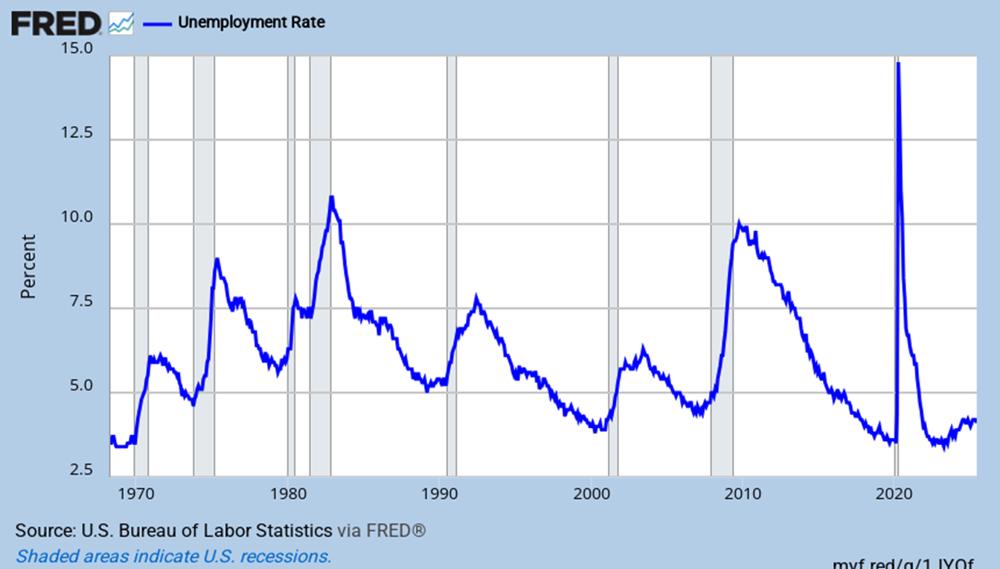 FRED Unemployment Rate
15.0
12.5
10.0
7.5
5.0
2.5
Percent
1970 1980 1990 2000 2010 2020
Source: U.S. Bureau of Labor Statistics via FRED®
Shaded areas indicate U.S. recessions.